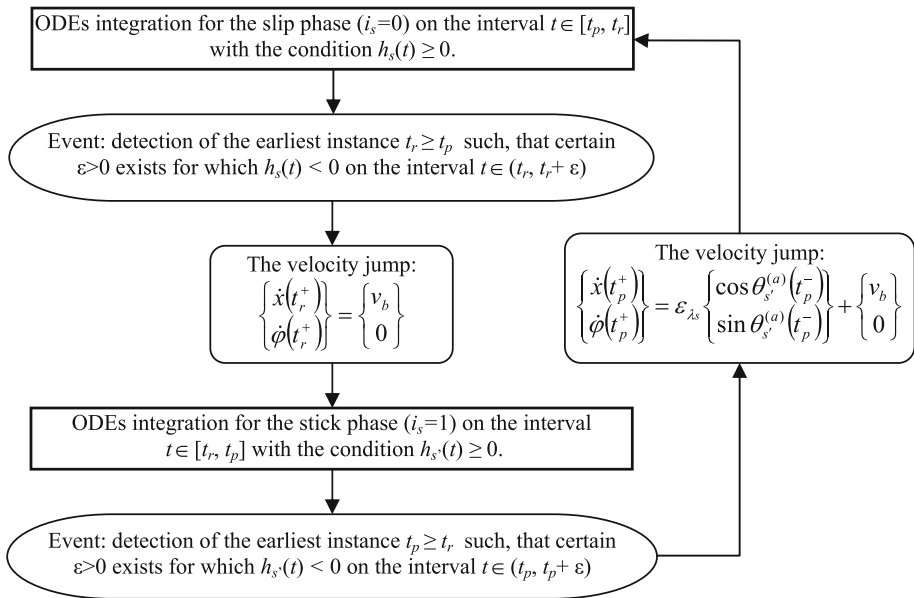 ODEs integration for the slip phase (i_s=0) on the interval t∈[t_p, t_r]
with the condition h_s(t) ≥ 0.
Event: detection of the earliest instance t_r ≥ t_p such, that certain
ε>0 exists for which h_s(t) < 0 on the interval t∈(t_r, t_r+ ε)
The velocity jump:
{ẋ(t_r^+)} = {v_b}
{φ̇(t_r^+)} {0}
ODEs integration for the stick phase (i_s=1) on the interval
t∈[t_r, t_p] with the condition h_s'(t) ≥ 0.
Event: detection of the earliest instance t_p ≥ t_r such, that certain
ε>0 exists for which h_s'(t) < 0 on the interval t∈(t_p, t_p+ ε)
The velocity jump:
{ẋ(t_p^+)} = ε_λs {cos θ_s'^(a)(t_p^-)} + {v_b}
{φ̇(t_p^+)} {sin θ_s'^(a)(t_p^-)} {0}